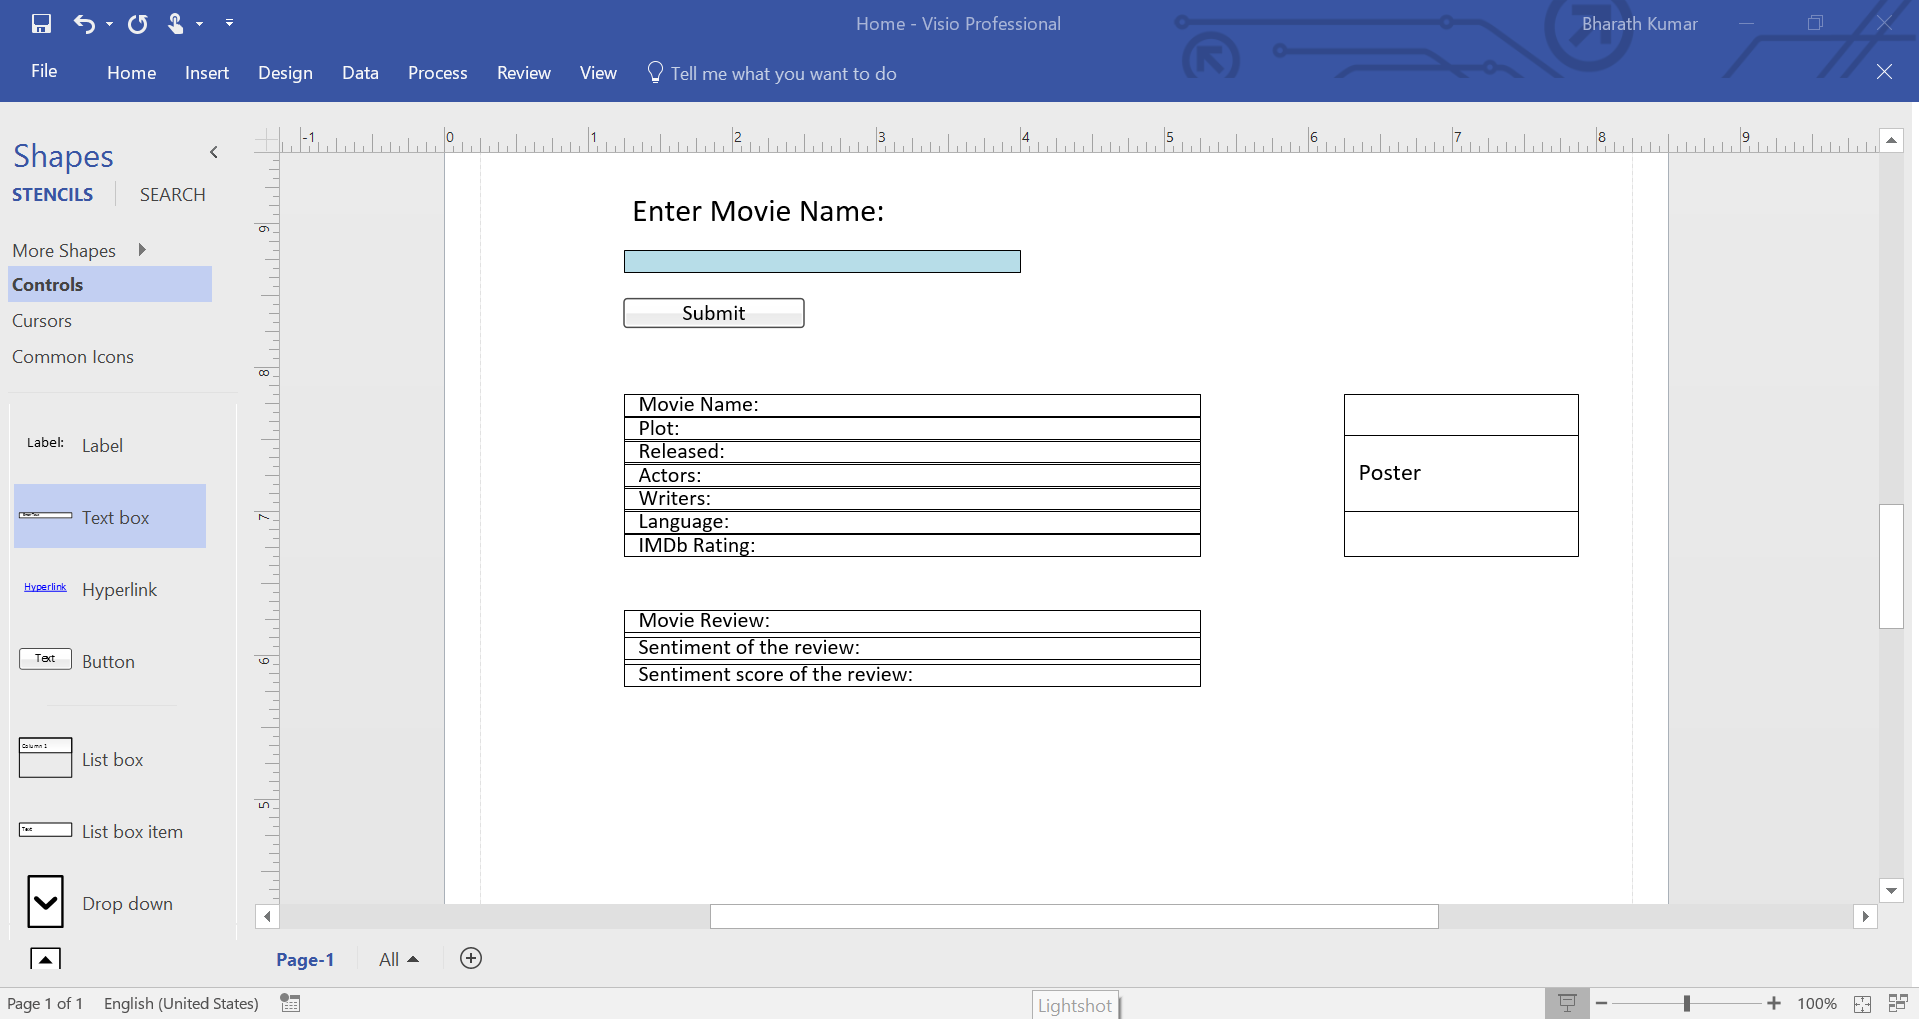 Home - Visio Professional
Bharath Kumar
File Home Insert Design Data Process Review View Tell me what you want to do
-1 0 1 2 3 4 5 6 7 8 9
Shapes
STENCILS SEARCH
More Shapes
Controls
Cursors
Common Icons
Label: Label
Text box
Hyperlink Hyperlink
Text Button
Column 1 List box
Text List box item
Drop down
9
8
7
6
5
Enter Movie Name:
Submit
Movie Name:
Plot:
Released:
Actors:
Writers:
Language:
IMDb Rating:
Poster
Movie Review:
Sentiment of the review:
Sentiment score of the review:
Page-1 All
Page 1 of 1 English (United States) Lightshot 100%